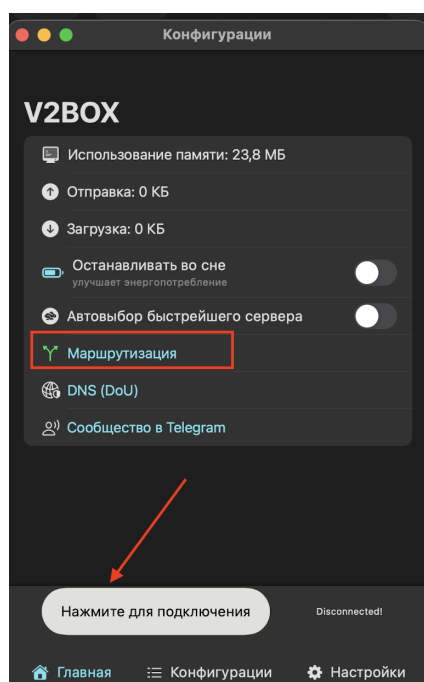 Конфигурации
V2BOX
Использование памяти: 23,8 МБ
Отправка: 0 КБ
Загрузка: 0 КБ
Останавливать во сне
улучшает энергопотребление
Автовыбор быстрейшего сервера
Маршрутизация
DNS (DoU)
Сообщество в Telegram
Нажмите для подключения
Disconnected!
Главная
Конфигурации
Настройки